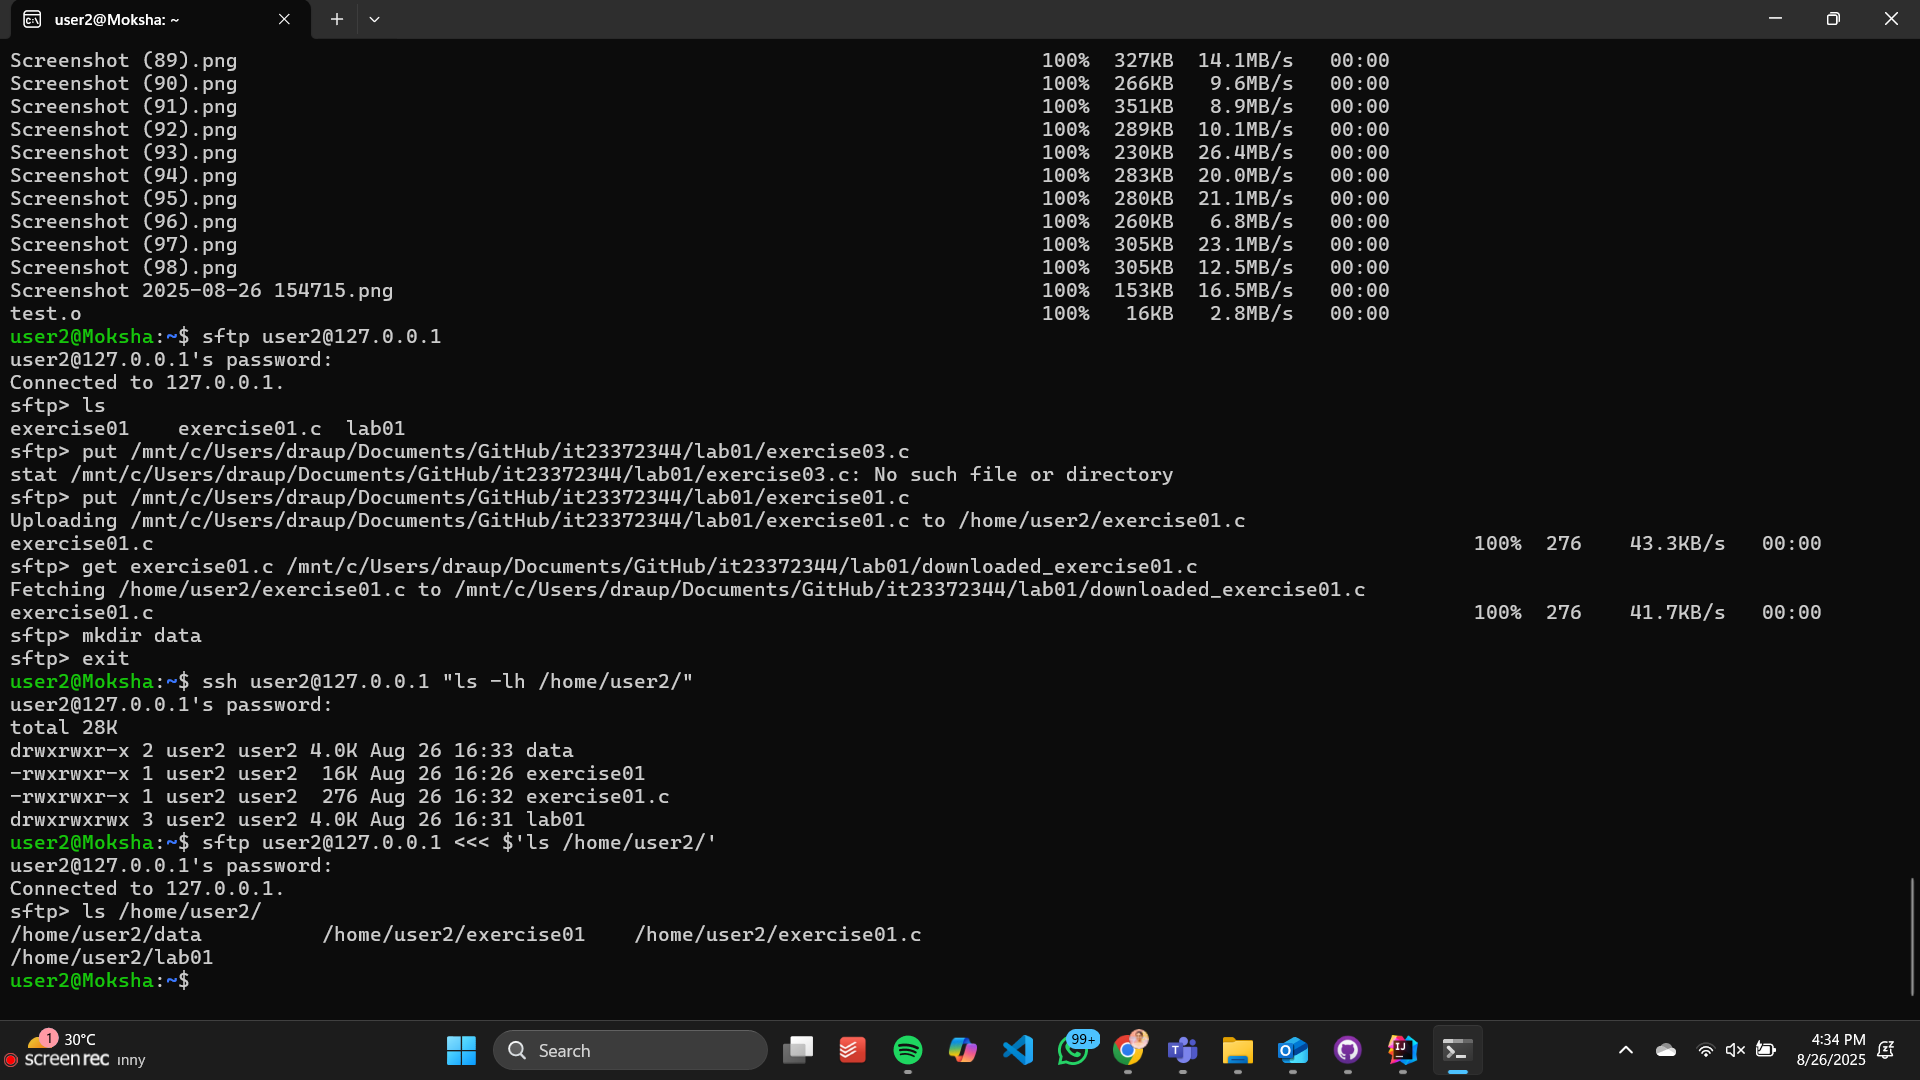 user2@Moksha: ~
Screenshot (89).png 100% 327KB 14.1MB/s 00:00
Screenshot (90).png 100% 266KB 9.6MB/s 00:00
Screenshot (91).png 100% 351KB 8.9MB/s 00:00
Screenshot (92).png 100% 289KB 10.1MB/s 00:00
Screenshot (93).png 100% 230KB 26.4MB/s 00:00
Screenshot (94).png 100% 283KB 20.0MB/s 00:00
Screenshot (95).png 100% 280KB 21.1MB/s 00:00
Screenshot (96).png 100% 260KB 6.8MB/s 00:00
Screenshot (97).png 100% 305KB 23.1MB/s 00:00
Screenshot (98).png 100% 305KB 12.5MB/s 00:00
Screenshot 2025-08-26 154715.png 100% 153KB 16.5MB/s 00:00
test.o 100% 16KB 2.8MB/s 00:00
user2@Moksha:~$ sftp user2@127.0.0.1
user2@127.0.0.1's password:
Connected to 127.0.0.1.
sftp> ls
exercise01 exercise01.c lab01
sftp> put /mnt/c/Users/draup/Documents/GitHub/it23372344/lab01/exercise03.c
stat /mnt/c/Users/draup/Documents/GitHub/it23372344/lab01/exercise03.c: No such file or directory
sftp> put /mnt/c/Users/draup/Documents/GitHub/it23372344/lab01/exercise01.c
Uploading /mnt/c/Users/draup/Documents/GitHub/it23372344/lab01/exercise01.c to /home/user2/exercise01.c
exercise01.c 100% 276 43.3KB/s 00:00
sftp> get exercise01.c /mnt/c/Users/draup/Documents/GitHub/it23372344/lab01/downloaded_exercise01.c
Fetching /home/user2/exercise01.c to /mnt/c/Users/draup/Documents/GitHub/it23372344/lab01/downloaded_exercise01.c
exercise01.c 100% 276 41.7KB/s 00:00
sftp> mkdir data
sftp> exit
user2@Moksha:~$ ssh user2@127.0.0.1 "ls -lh /home/user2/"
user2@127.0.0.1's password:
total 28K
drwxrwxr-x 2 user2 user2 4.0K Aug 26 16:33 data
-rwxrwxr-x 1 user2 user2 16K Aug 26 16:26 exercise01
-rwxrwxr-x 1 user2 user2 276 Aug 26 16:32 exercise01.c
drwxrwxrwx 3 user2 user2 4.0K Aug 26 16:31 lab01
user2@Moksha:~$ sftp user2@127.0.0.1 <<< $'ls /home/user2/'
user2@127.0.0.1's password:
Connected to 127.0.0.1.
sftp> ls /home/user2/
/home/user2/data /home/user2/exercise01 /home/user2/exercise01.c
/home/user2/lab01
user2@Moksha:~$
1 30°C
screenrec nny
Search
99+
4:34 PM
8/26/2025